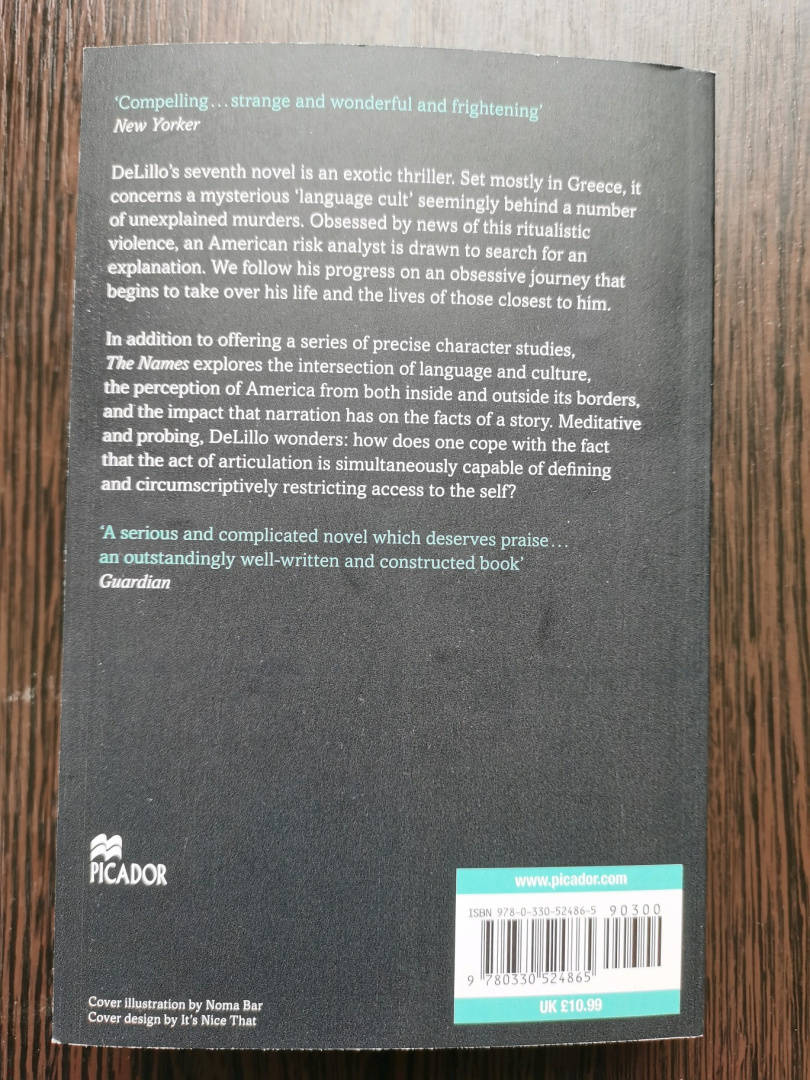 ‘Compelling...strange and wonderful and frightening’
New Yorker
DeLillo’s seventh novel is an exotic thriller. Set mostly in Greece, it
concerns a mysterious ‘language cult’ seemingly behind a number
of unexplained murders. Obsessed by news of this ritualistic
violence, an American risk analyst is drawn to search for an
explanation. We follow his progress on an obsessive journey that
begins to take over his life and the lives of those closest to him.
In addition to offering a series of precise character studies,
The Names explores the intersection of language and culture,
the perception of America from both inside and outside its borders,
and the impact that narration has on the facts of a story. Meditative
and probing, DeLillo wonders: how does one cope with the fact
that the act of articulation is simultaneously capable of defining
and circumscriptively restricting access to the self?
‘A serious and complicated novel which deserves praise...
an outstandingly well-written and constructed book’
Guardian
PICADOR
www.picador.com
ISBN 978-0-330-52486-5 90300
9 780330 524865
UK £10.99
Cover illustration by Noma Bar
Cover design by It’s Nice That